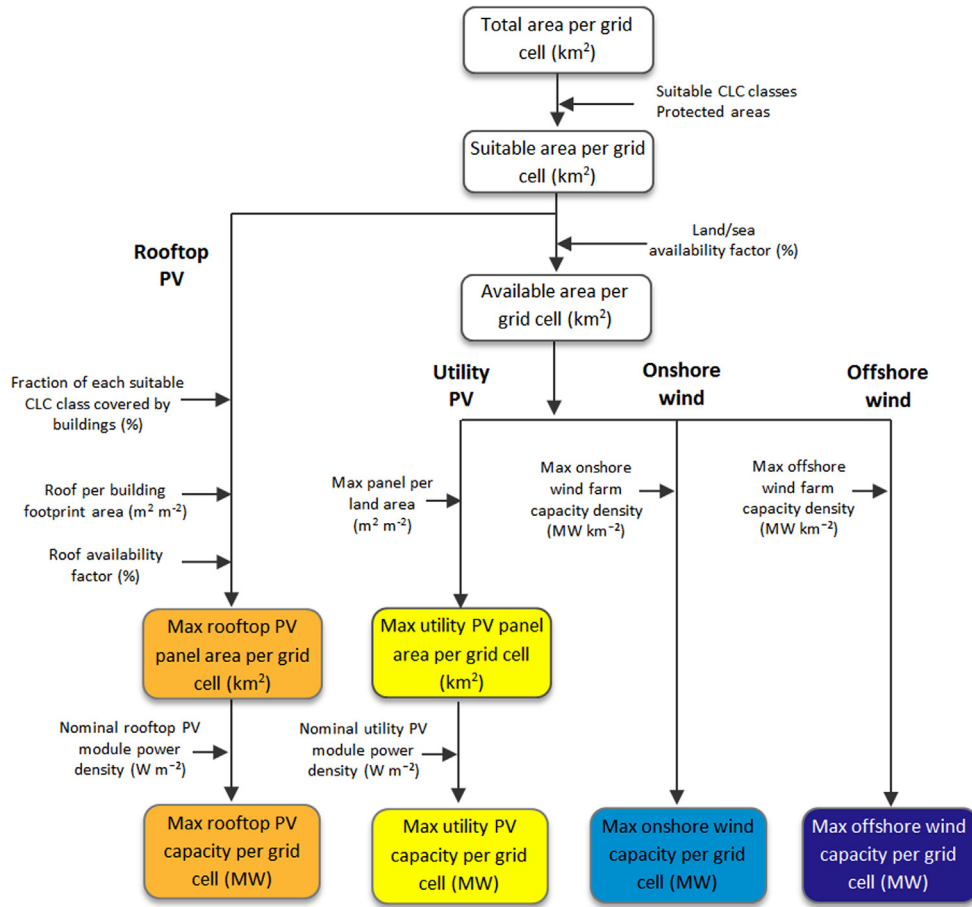 Total area per grid
cell (km²)
Suitable CLC classes
Protected areas
Suitable area per grid
cell (km²)
Land/sea
availability factor (%)
Rooftop
PV
Available area per
grid cell (km²)
Fraction of each suitable
CLC class covered by
buildings (%)
Utility
PV
Onshore
wind
Offshore
wind
Roof per building
footprint area (m² m⁻²)
Max panel per
land area
(m² m⁻²)
Max onshore
wind farm
capacity density
(MW km⁻²)
Max offshore
wind farm
capacity density
(MW km⁻²)
Roof availability
factor (%)
Max rooftop PV
panel area per grid
cell (km²)
Max utility PV panel
area per grid cell
(km²)
Nominal rooftop PV
module power
density (W m⁻²)
Nominal utility PV
module power
density (W m⁻²)
Max rooftop PV
capacity per grid
cell (MW)
Max utility PV
capacity per grid
cell (MW)
Max onshore wind
capacity per grid
cell (MW)
Max offshore wind
capacity per grid
cell (MW)